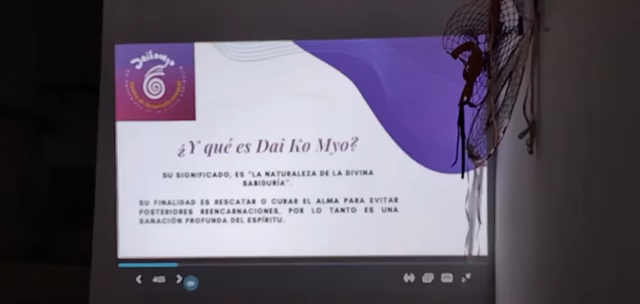 ¿Y qué es Dai Ko Myo?
SU SIGNIFICADO, ES "LA NATURALEZA DE LA DIVINA
SABIDURÍA".
SU FINALIDAD ES RESCATAR O CURAR EL ALMA PARA EVITAR
POSTERIORES REENCARNACIONES, POR LO TANTO ES UNA
SANACIÓN PROFUNDA DEL ESPÍRITU.